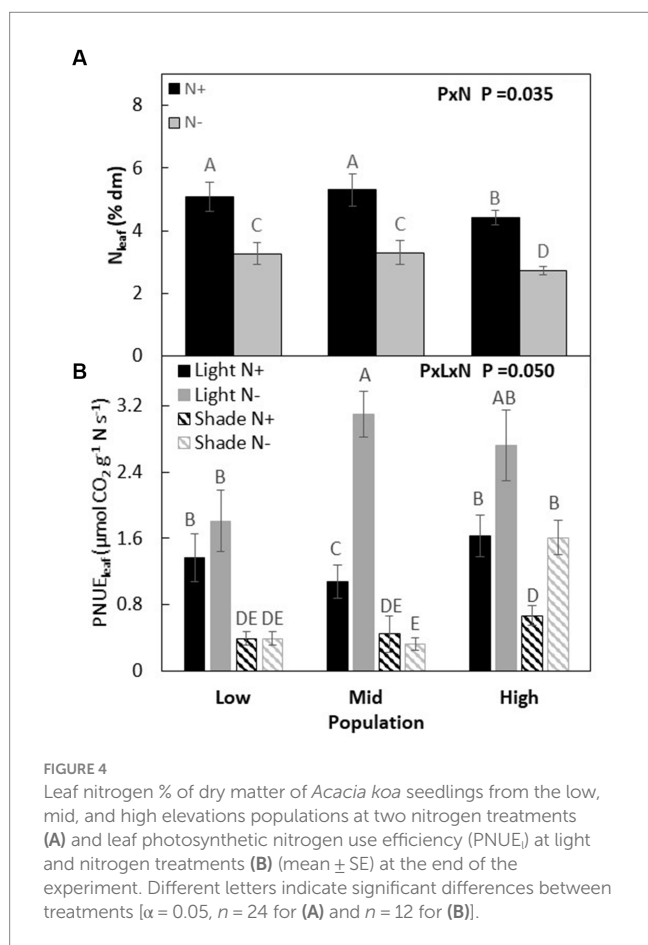 A
N+
N-
PxN P =0.035
8
6
4
2
0
N_leaf (% dm)
A
C
A
C
B
D
B
Light N+
Light N-
Shade N+
Shade N-
PxLxN P =0.050
3.2
2.4
1.6
0.8
0
PNUE_leaf (µmol CO₂ g⁻¹ N s⁻¹)
B
B
DE
DE
C
A
DE
E
B
AB
D
B
Low
Mid
High
Population
FIGURE 4
Leaf nitrogen % of dry matter of Acacia koa seedlings from the low,
mid, and high elevations populations at two nitrogen treatments
(A) and leaf photosynthetic nitrogen use efficiency (PNUEₗ) at light
and nitrogen treatments (B) (mean ± SE) at the end of the
experiment. Different letters indicate significant differences between
treatments [α = 0.05, n = 24 for (A) and n = 12 for (B)].